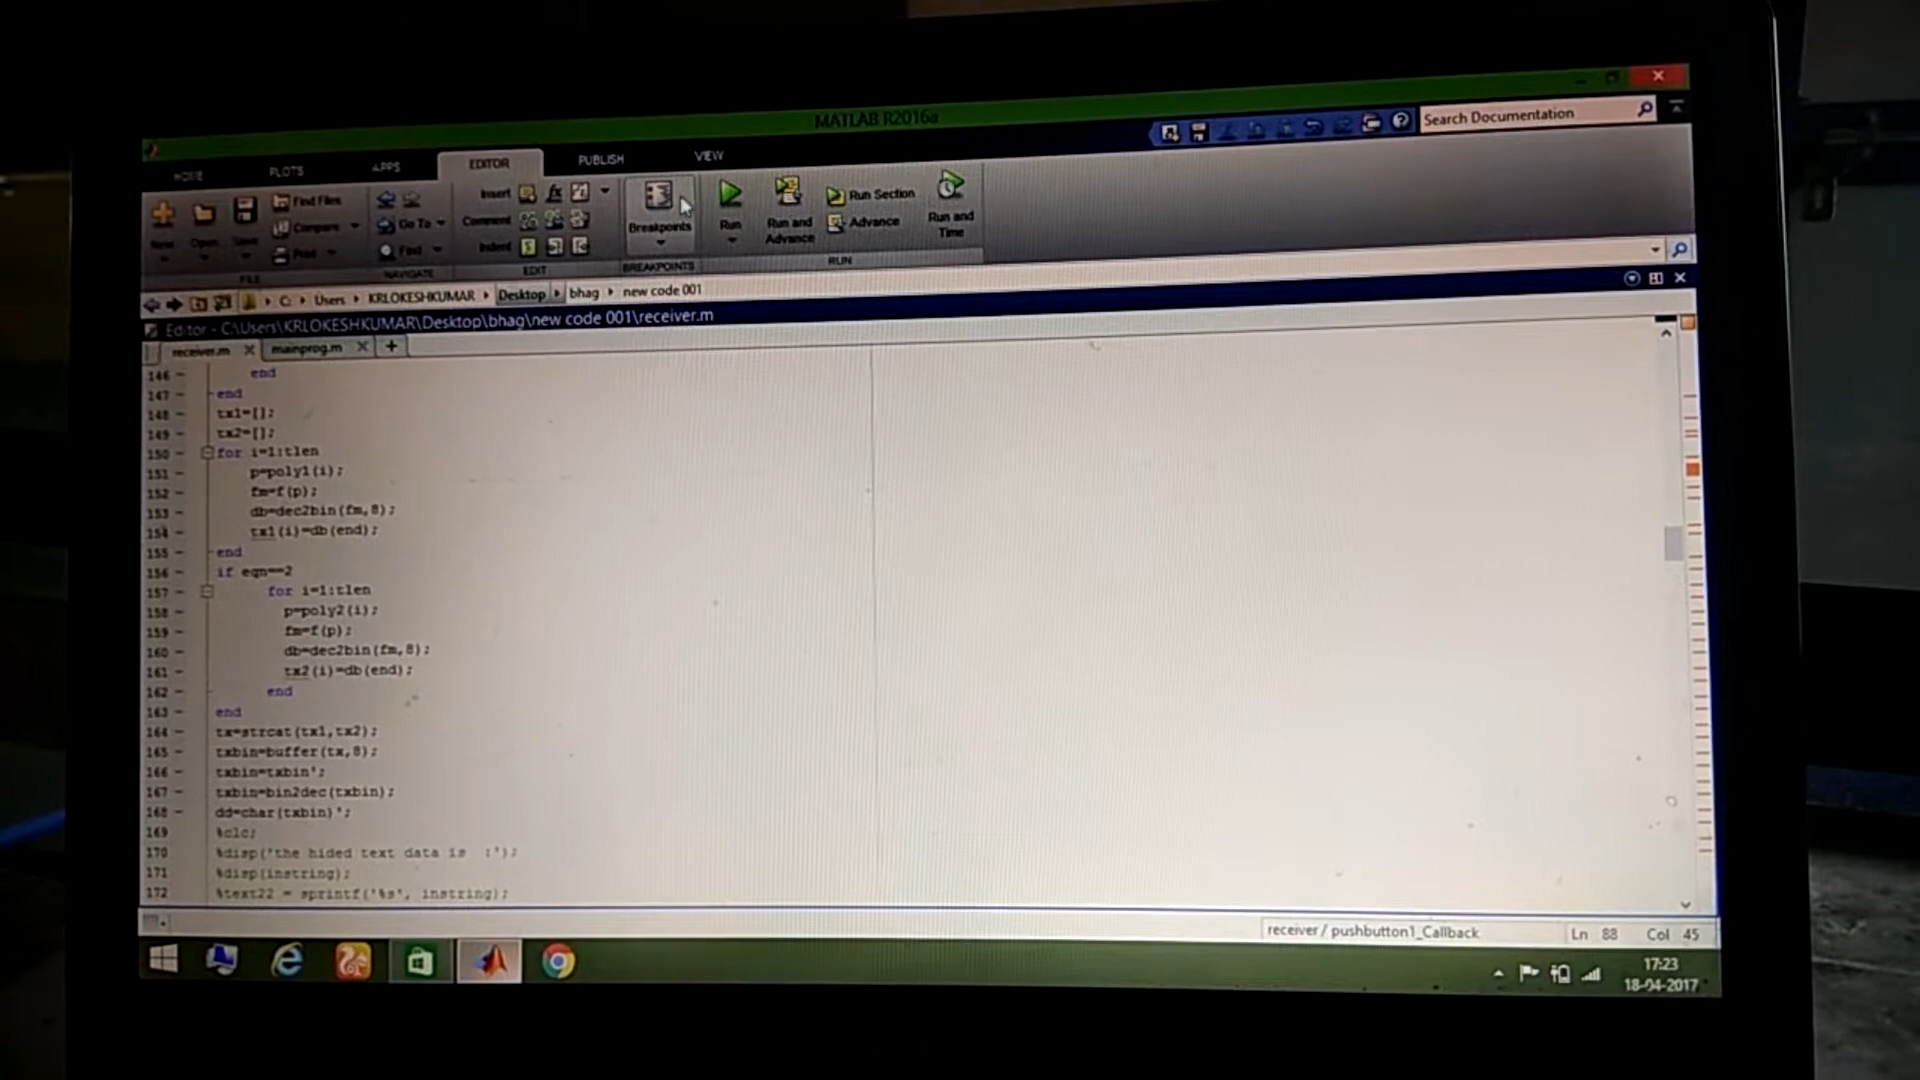 MATLAB R2016a
Search Documentation
HOME PLOTS APPS EDITOR PUBLISH VIEW
New Open Save
Find Files
Compare
Print
Go To
Find
Insert
Comment
Indent
Breakpoints
Run
Run and Advance
Run Section
Advance
Run and Time
FILE NAVIGATE EDIT BREAKPOINTS RUN
C: Users KRLOKESHKUMAR Desktop bhag new code 001
Editor - C:\Users\KRLOKESHKUMAR\Desktop\bhag\new code 001\receiver.m
receiver.m mainprog.m +
146 - end
147 - end
148 - tx1=[];
149 - tx2=[];
150 - for i=1:tlen
151 - p=poly1(i);
152 - fm=f(p);
153 - db=dec2bin(fm,8);
154 - tx1(i)=db(end);
155 - end
156 - if eqn==2
157 - for i=1:tlen
158 - p=poly2(i);
159 - fm=f(p);
160 - db=dec2bin(fm,8);
161 - tx2(i)=db(end);
162 - end
163 - end
164 - tx=strcat(tx1,tx2);
165 - txbin=buffer(tx,8);
166 - txbin=txbin';
167 - txbin=bin2dec(txbin);
168 - dd=char(txbin)';
169 %clc;
170 %disp('the hided text data is :');
171 %disp(instring);
172 %text22 = sprintf('%s', instring);
receiver / pushbutton1_Callback Ln 88 Col 45
17:23
18-04-2017